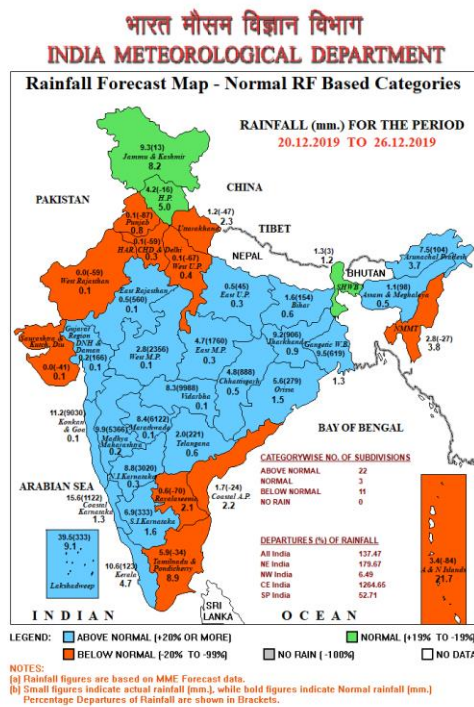 भारत मौसम विज्ञान विभाग
INDIA METEOROLOGICAL DEPARTMENT
Rainfall Forecast Map - Normal RF Based Categories
RAINFALL (mm.) FOR THE PERIOD
20.12.2019 TO 26.12.2019
9.3(13)
Jammu & Kashmir
8.2
4.2(-16)
H.P.
5.0
PAKISTAN
CHINA
TIBET
NEPAL
BHUTAN
0.1(-87)
Punjab
0.8
1.2(-47)
Uttarakhand
2.3
0.1(-59)
HAR. CHD & Delhi
0.3
0.1(-67)
West U.P.
0.4
0.0(-59)
West Rajasthan
0.1
East Rajasthan
0.5(560)
0.1
0.5(45)
East U.P.
0.3
1.6(154)
Bihar
0.6
1.3(3)
1.2
SHWB
7.5(104)
Arunachal Pradesh
3.7
1.1(98)
Assam & Meghalaya
0.5
NMMT
2.8(-27)
3.8
Saurashtra & Kutch, Diu
0.0(-41)
0.1
Gujarat Region
DNH & Daman
0.2(166)
0.1
2.8(2356)
West M.P.
0.1
4.7(1760)
East M.P.
0.3
9.2(906)
Jharkhand
0.9
Gangetic W.B.
9.5(619)
1.3
4.8(888)
Chhattisgarh
0.5
5.6(279)
Orissa
1.5
8.3(9988)
Vidarbha
0.1
11.2(9030)
Konkan & Goa
0.1
9.9(5366)
Madhya Maharashtra
0.2
8.4(6122)
Marathwada
0.1
2.0(221)
Telangana
0.6
BAY OF BENGAL
ARABIAN SEA
8.8(3020)
N.I.Karnataka
0.3
15.6(1122)
Coastal Karnataka
1.3
0.6(-70)
Rayalaseema
2.1
1.7(-24)
Coastal A.P.
2.2
6.9(333)
S.I.Karnataka
1.6
39.5(333)
9.1
Lakshadweep
10.6(123)
Kerala
4.7
5.9(-34)
Tamilnadu & Pondicherry
8.9
3.4(-84)
A & N Islands
21.7
CATEGORYWISE NO. OF SUBDIVISIONS
ABOVE NORMAL 22
NORMAL 3
BELOW NORMAL 11
NO RAIN 0
DEPARTURES (%) OF RAINFALL
All India 137.47
NE India 179.67
NW India 6.49
CE India 1264.65
SP India 52.71
SRI LANKA
INDIAN OCEAN
LEGEND: ABOVE NORMAL (+20% OR MORE) NORMAL (+19% TO -19%)
BELOW NORMAL (-20% TO -99%) NO RAIN (-100%) NO DATA
NOTES:
(a) Rainfall figures are based on MME Forecast data.
(b) Small figures indicate actual rainfall (mm.), while bold figures indicate Normal rainfall (mm.)
Percentage Departures of Rainfall are shown in Brackets.